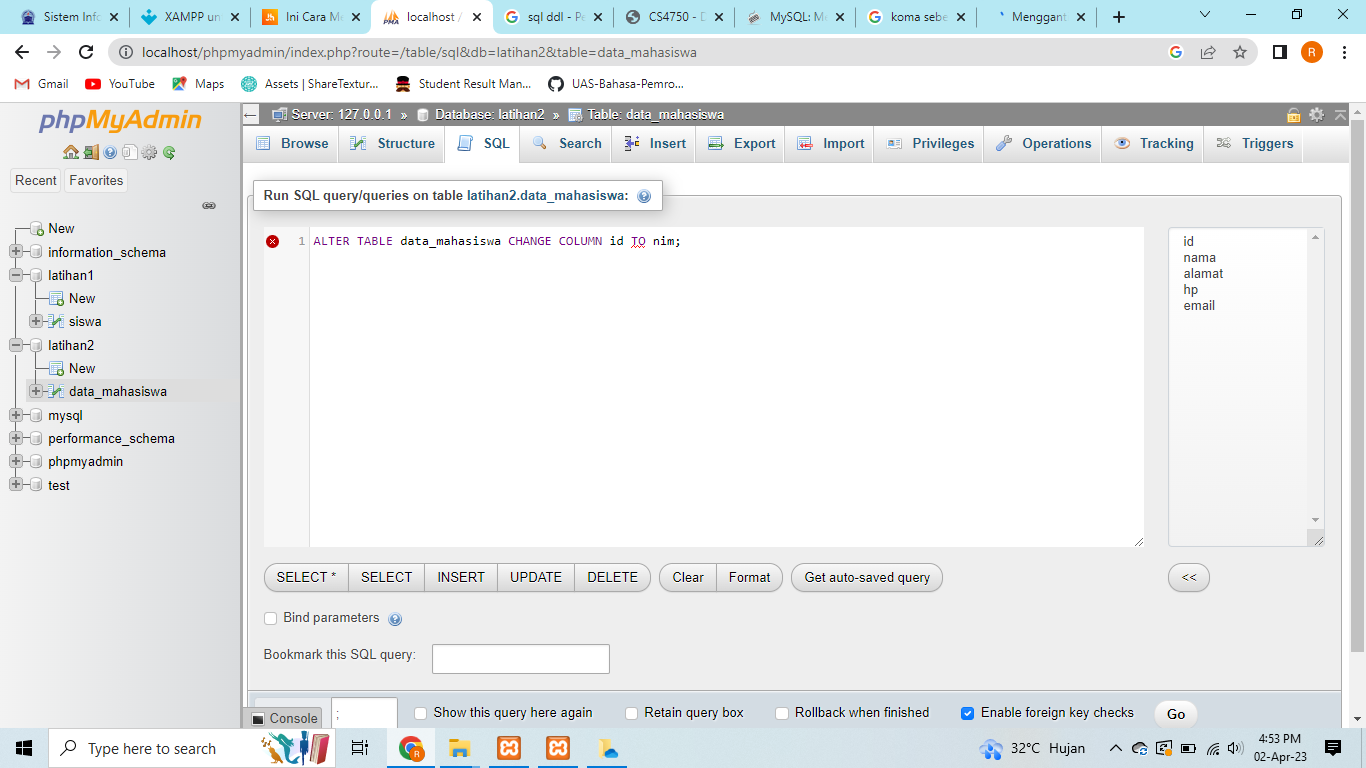 Sistem Info
XAMPP un
Ini Cara Me
localhost /
sql ddl - Pe
CS4750 - D
MySQL: M
koma sebe
Menggant
localhost/phpmyadmin/index.php?route=/table/sql&db=latihan2&table=data_mahasiswa
R
Gmail
YouTube
Maps
Assets | ShareTextur...
Student Result Man...
UAS-Bahasa-Pemro...
phpMyAdmin
Recent
Favorites
New
information_schema
latihan1
New
siswa
latihan2
New
data_mahasiswa
mysql
performance_schema
phpmyadmin
test
Server: 127.0.0.1 » Database: latihan2 » Table: data_mahasiswa
Browse
Structure
SQL
Search
Insert
Export
Import
Privileges
Operations
Tracking
Triggers
Run SQL query/queries on table latihan2.data_mahasiswa:
1 ALTER TABLE data_mahasiswa CHANGE COLUMN id TO nim;
id
nama
alamat
hp
email
SELECT *
SELECT
INSERT
UPDATE
DELETE
Clear
Format
Get auto-saved query
<<
Bind parameters
Bookmark this SQL query:
Console
;
Show this query here again
Retain query box
Rollback when finished
Enable foreign key checks
Go
Type here to search
32°C Hujan
4:53 PM
02-Apr-23